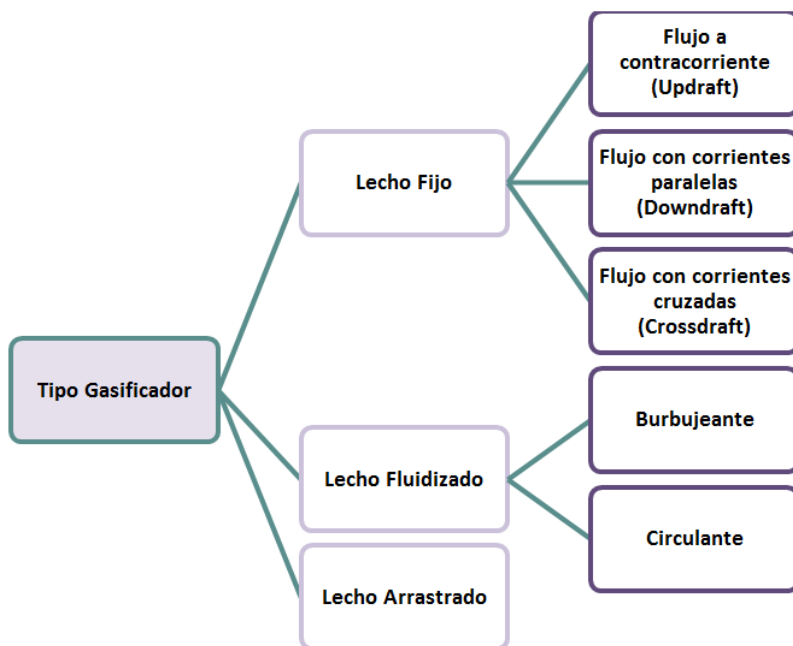 Tipo Gasificador
Lecho Fijo
Flujo a
contracorriente
(Updraft)
Flujo con corrientes
paralelas
(Downdraft)
Flujo con corrientes
cruzadas
(Crossdraft)
Lecho Fluidizado
Burbujeante
Circulante
Lecho Arrastrado